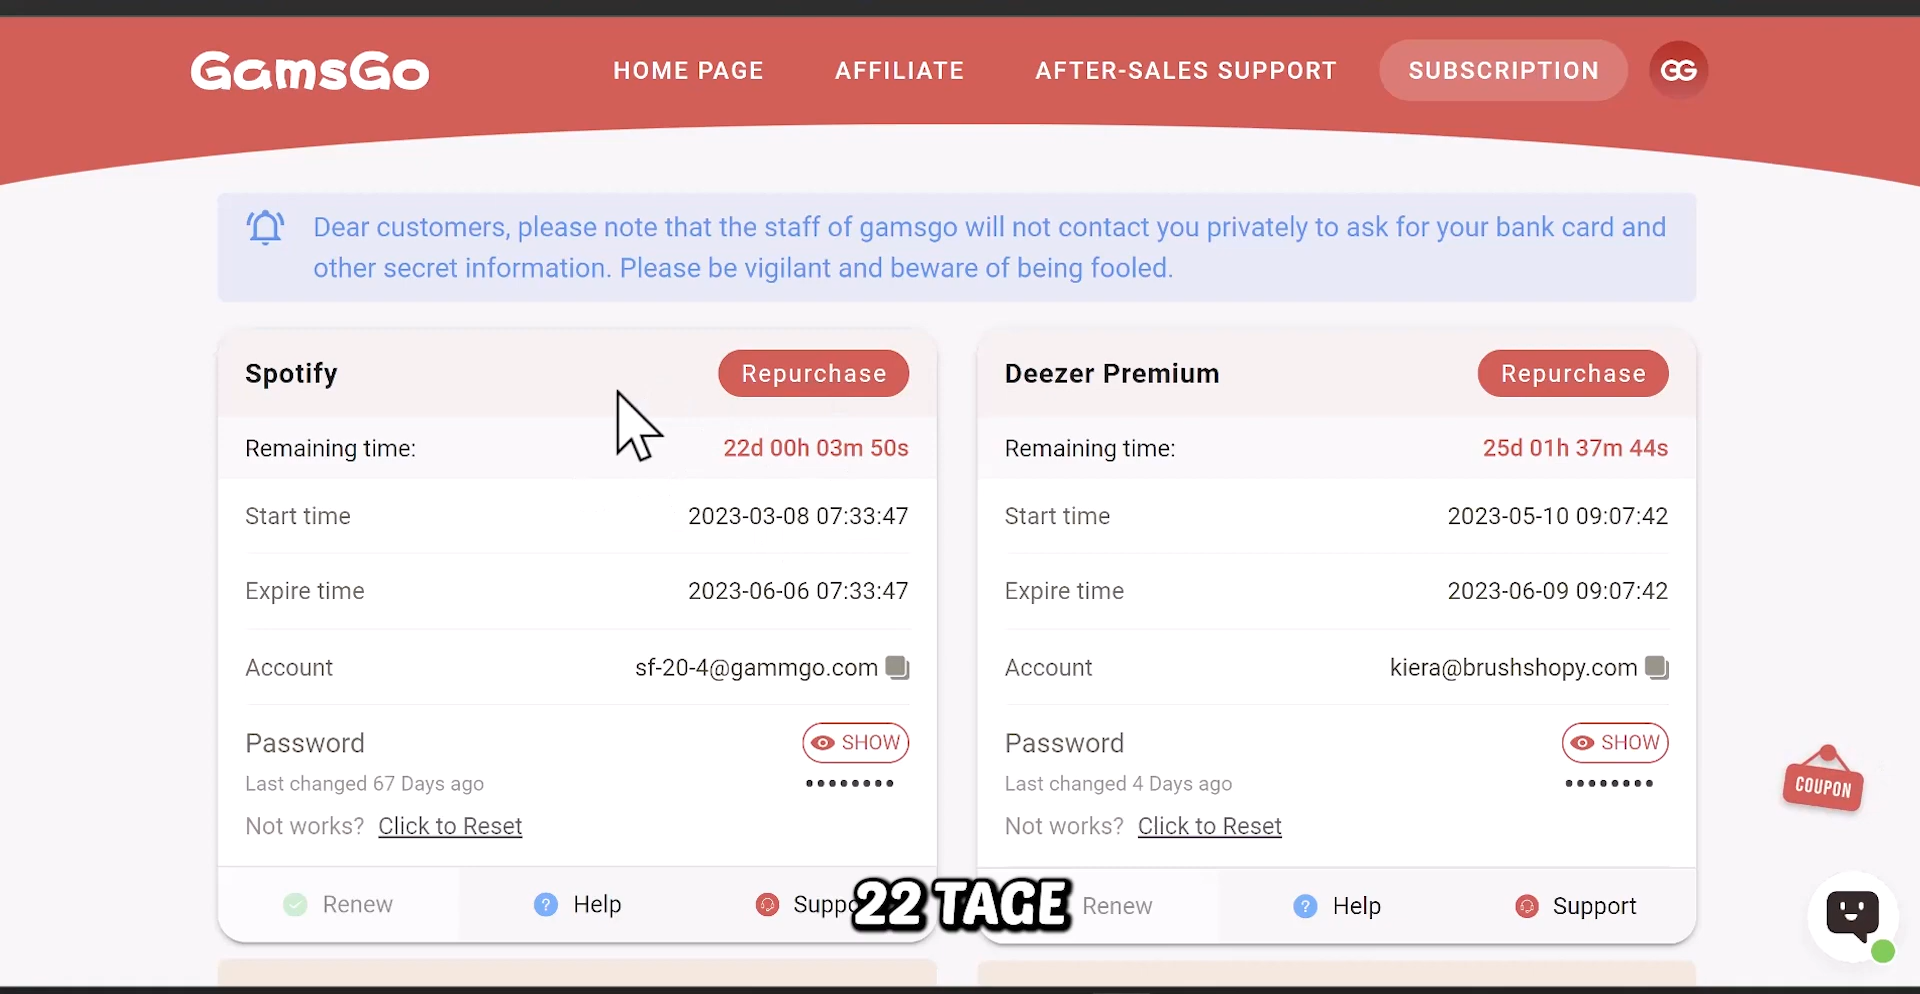 GamsGo
HOME PAGE
AFFILIATE
AFTER-SALES SUPPORT
SUBSCRIPTION
GG
Dear customers, please note that the staff of gamsgo will not contact you privately to ask for your bank card and
other secret information. Please be vigilant and beware of being fooled.
Spotify
Repurchase
Remaining time:
22d 00h 03m 50s
Start time
2023-03-08 07:33:47
Expire time
2023-06-06 07:33:47
Account
sf-20-4@gammgo.com
Password
SHOW
Last changed 67 Days ago
••••••••
Not works? Click to Reset
Renew
Help
Deezer Premium
Repurchase
Remaining time:
25d 01h 37m 44s
Start time
2023-05-10 09:07:42
Expire time
2023-06-09 09:07:42
Account
kiera@brushshopy.com
Password
SHOW
Last changed 4 Days ago
••••••••
Not works? Click to Reset
Renew
Help
Support
22 TAGE
COUPON